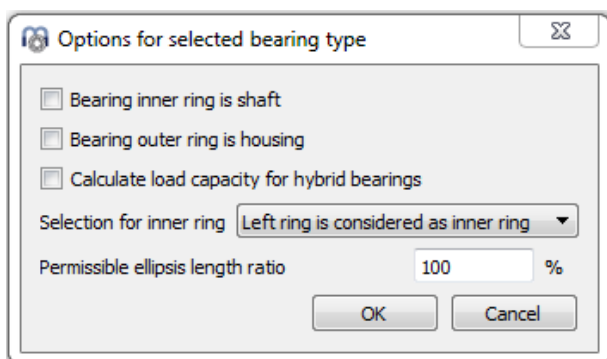 Options for selected bearing type
Bearing inner ring is shaft
Bearing outer ring is housing
Calculate load capacity for hybrid bearings
Selection for inner ring Left ring is considered as inner ring
Permissible ellipsis length ratio 100 %
OK Cancel